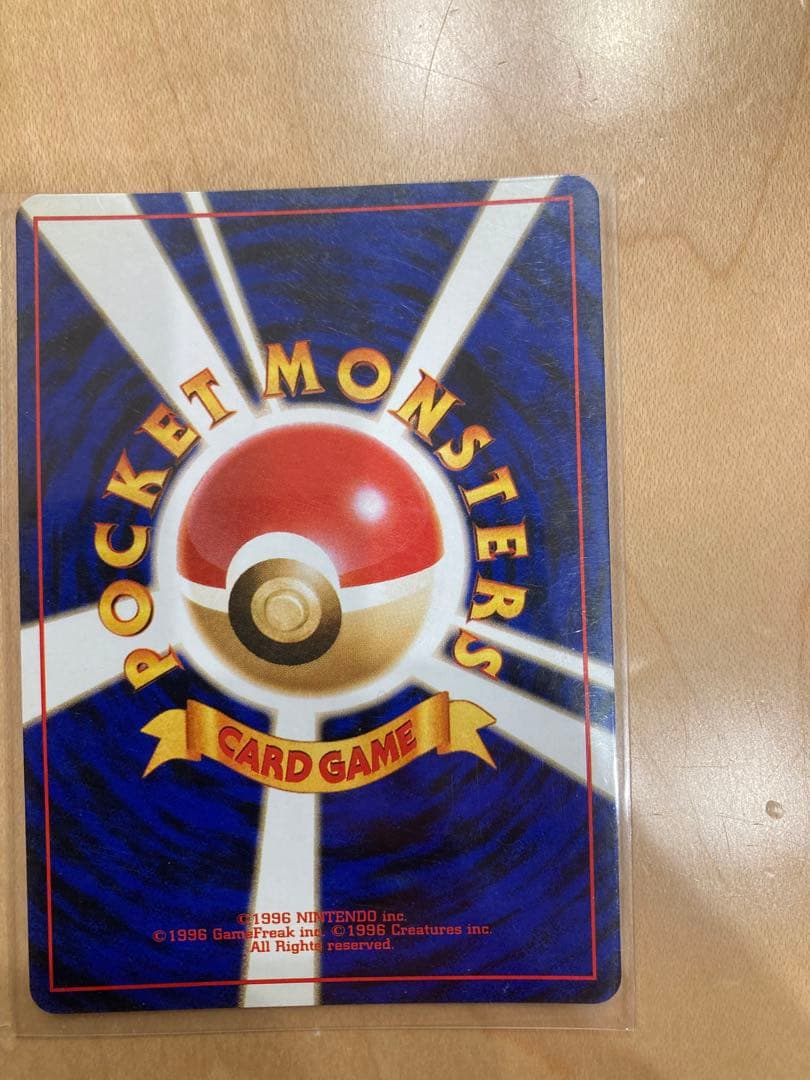 POCKET MONSTERS
CARD GAME
©1996 NINTENDO inc.
©1996 GameFreak inc. ©1996 Creatures inc.
All Rights reserved.